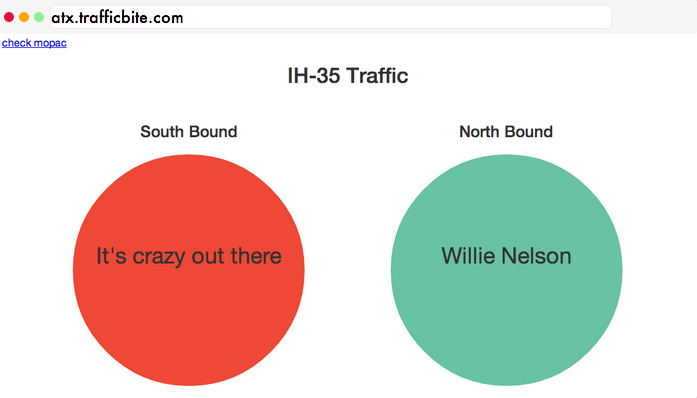 atx.trafficbite.com
check mopac
IH-35 Traffic
South Bound
North Bound
It's crazy out there
Willie Nelson